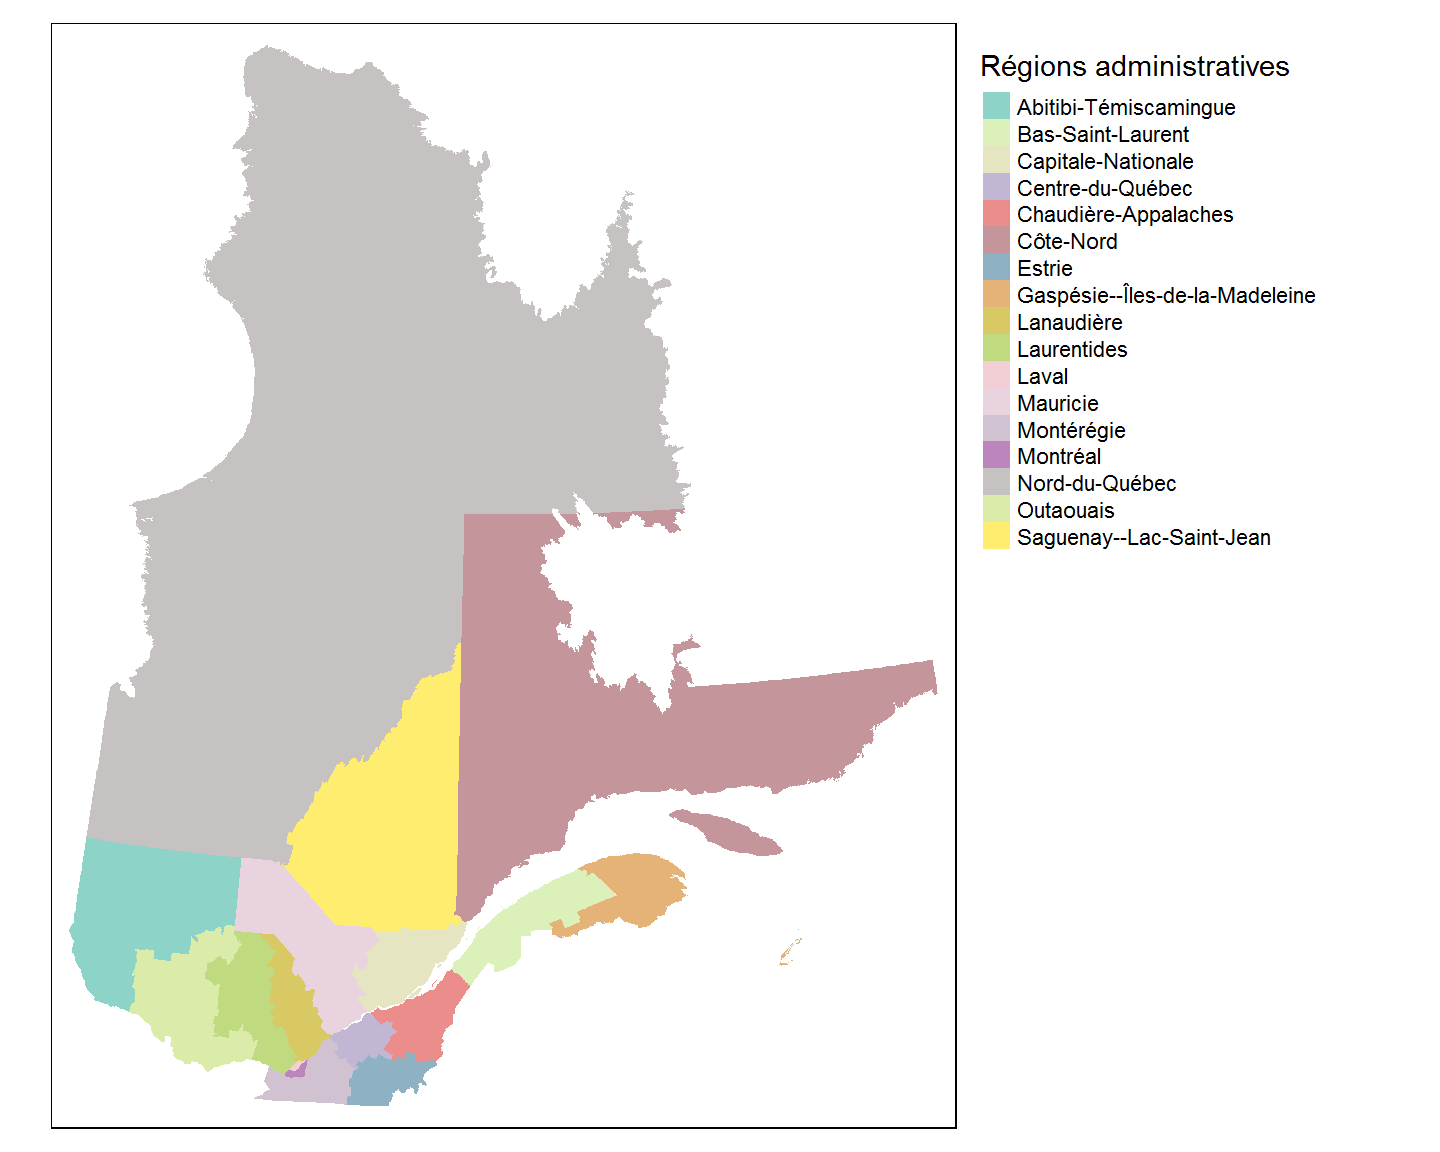 Régions administratives
Abitibi-Témiscamingue
Bas-Saint-Laurent
Capitale-Nationale
Centre-du-Québec
Chaudière-Appalaches
Côte-Nord
Estrie
Gaspésie--Îles-de-la-Madeleine
Lanaudière
Laurentides
Laval
Mauricie
Montérégie
Montréal
Nord-du-Québec
Outaouais
Saguenay--Lac-Saint-Jean